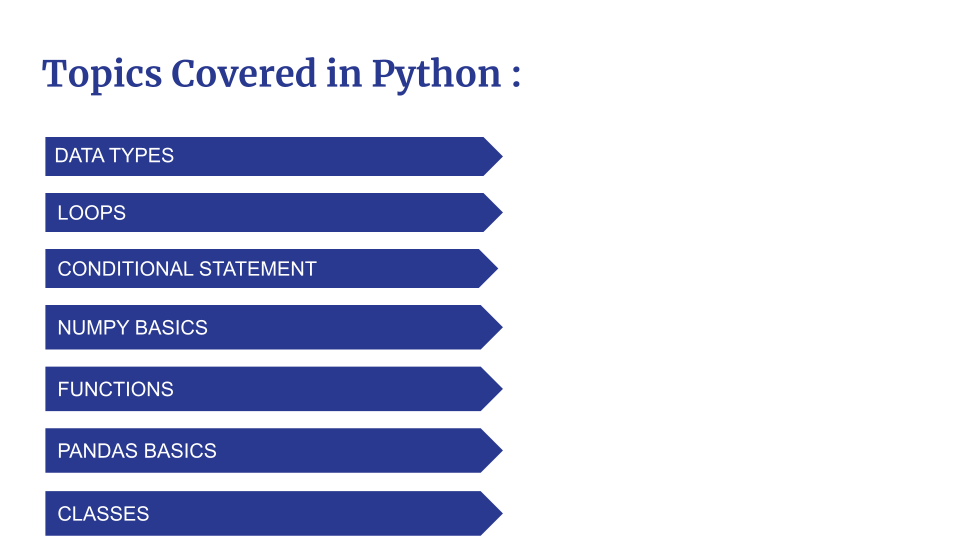 Topics Covered in Python :
DATA TYPES
LOOPS
CONDITIONAL STATEMENT
NUMPY BASICS
FUNCTIONS
PANDAS BASICS
CLASSES